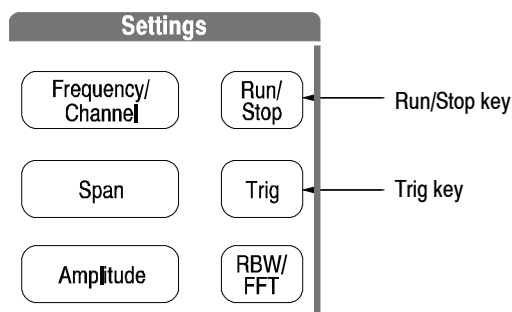 Settings
Frequency/
Channel
Run/
Stop
Run/Stop key
Span
Trig
Trig key
Amplitude
RBW/
FFT